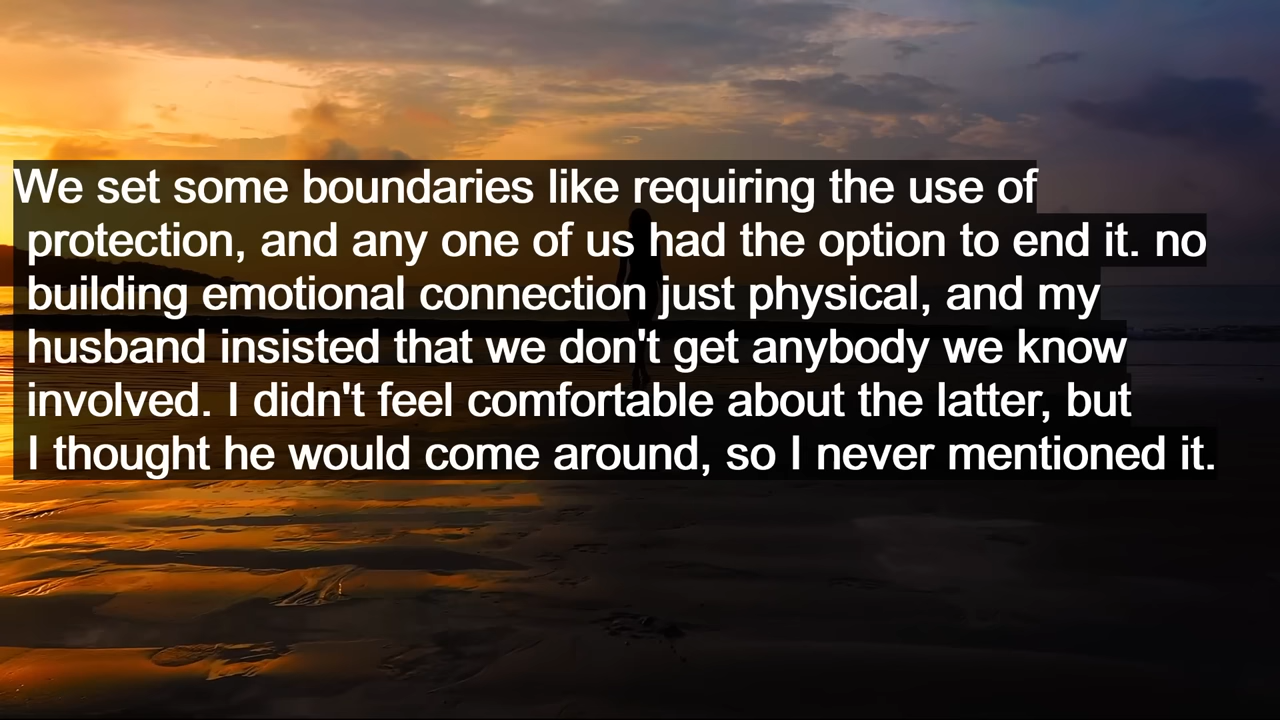 We set some boundaries like requiring the use of
protection, and any one of us had the option to end it. no
building emotional connection just physical, and my
husband insisted that we don't get anybody we know
involved. I didn't feel comfortable about the latter, but
I thought he would come around, so I never mentioned it.